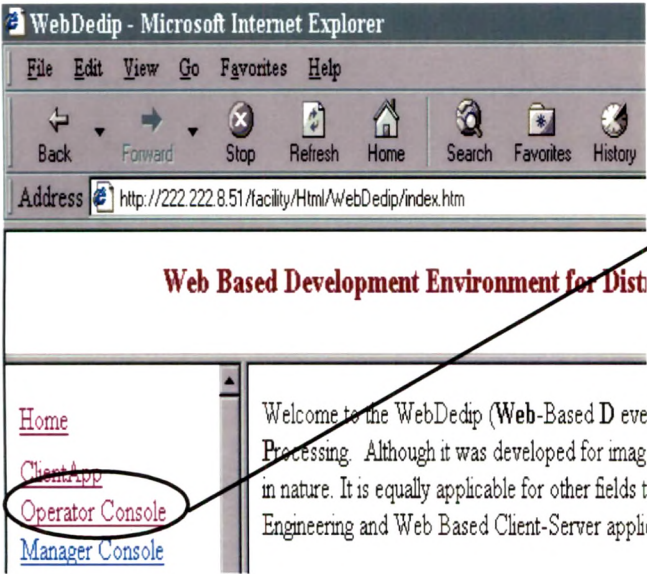 WebDedip - Microsoft Internet Explorer
File Edit View Go Favorites Help
Back Forward Stop Refresh Home Search Favorites History
Address http://222.222.8.51/facility/Html/WebDedip/index.htm
Web Based Development Environment for Dist
Home
ClientApp
Operator Console
Manager Console
Welcome to the WebDedip (Web-Based D eve
Processing. Although it was developed for imag
in nature. It is equally applicable for other fields t
Engineering and Web Based Client-Server appli